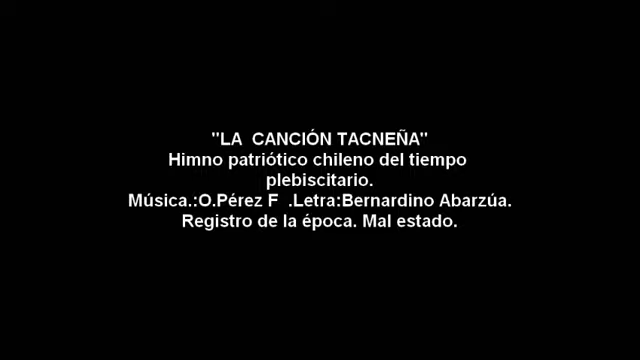 "LA  CANCIÓN TACNEÑA"
Himno patriótico chileno del tiempo
plebiscitario.
Música.:O.Pérez F  .Letra:Bernardino Abarzúa.
Registro de la época. Mal estado.